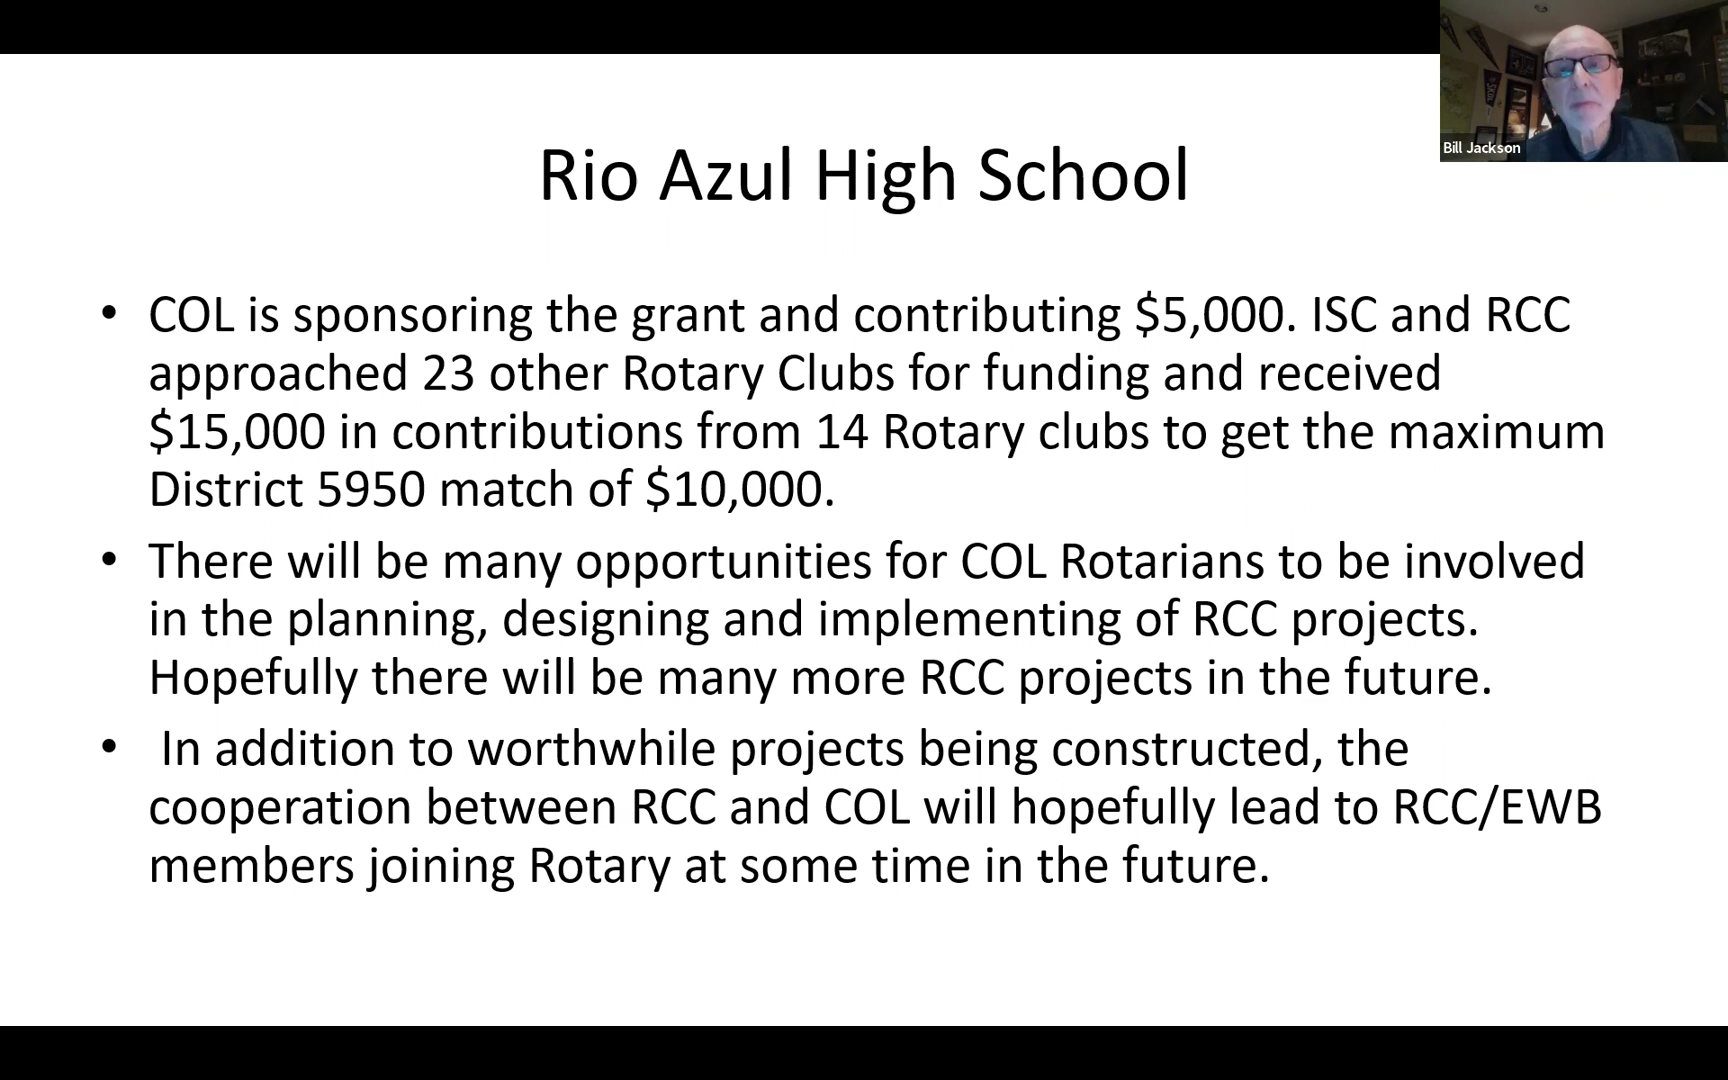 Bill Jackson
Rio Azul High School
• COL is sponsoring the grant and contributing $5,000. ISC and RCC
approached 23 other Rotary Clubs for funding and received
$15,000 in contributions from 14 Rotary clubs to get the maximum
District 5950 match of $10,000.
• There will be many opportunities for COL Rotarians to be involved
in the planning, designing and implementing of RCC projects.
Hopefully there will be many more RCC projects in the future.
• In addition to worthwhile projects being constructed, the
cooperation between RCC and COL will hopefully lead to RCC/EWB
members joining Rotary at some time in the future.